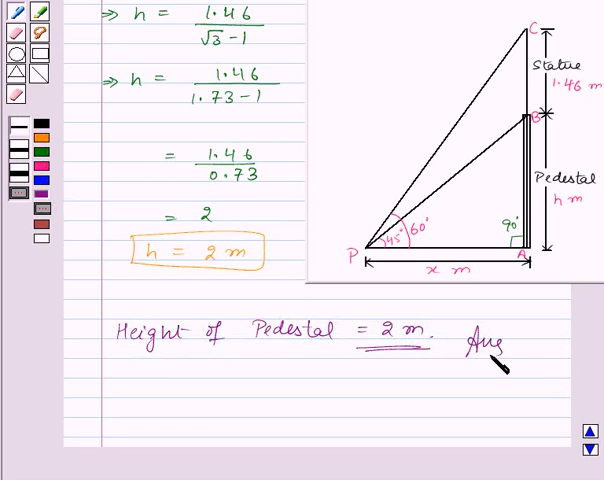 ⇒ h = 1.46 / √3 - 1
⇒ h = 1.46 / 1.73 - 1
= 1.46 / 0.73
= 2
h = 2 m
Height of Pedestal = 2 m. Ans
C
Statue
1.46 m
B
Pedestal
h m
90°
60°
45°
P
A
x m